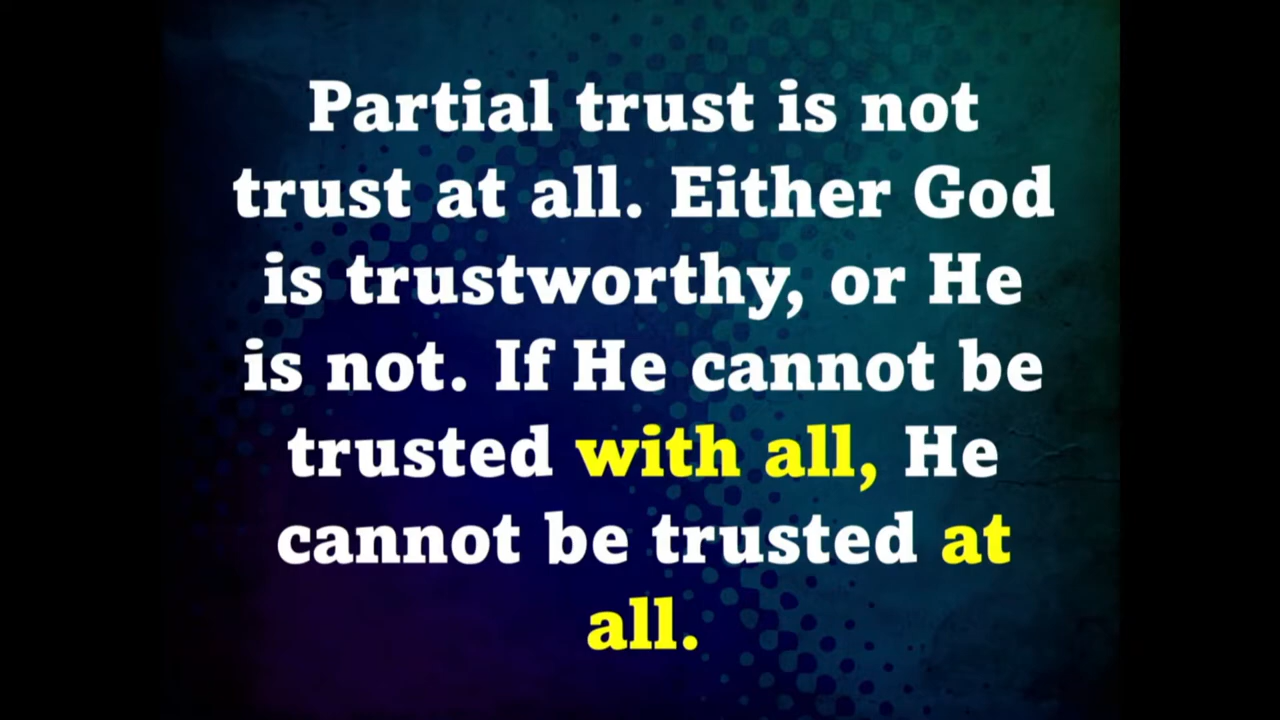 Partial trust is not
trust at all. Either God
is trustworthy, or He
is not. If He cannot be
trusted with all, He
cannot be trusted at
all.